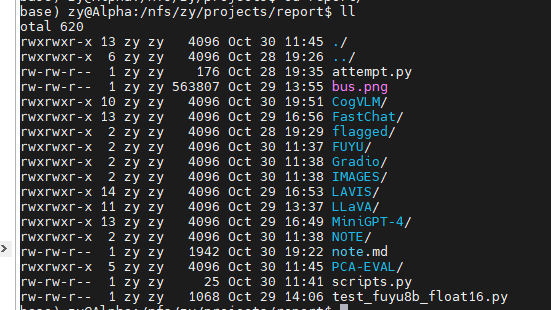 base) zy@Alpha:/nfs/zy/projects/report$ ll
otal 620
rwxrwxr-x 13 zy zy   4096 Oct 30 11:45 ./
rwxrwxr-x  6 zy zy   4096 Oct 28 19:26 ../
rw-rw-r--  1 zy zy    176 Oct 28 19:35 attempt.py
rw-rw-r--  1 zy zy 563807 Oct 29 13:55 bus.png
rwxrwxr-x 10 zy zy   4096 Oct 30 19:51 CogVLM/
rwxrwxr-x 13 zy zy   4096 Oct 29 16:56 FastChat/
rwxrwxr-x  2 zy zy   4096 Oct 28 19:29 flagged/
rwxrwxr-x  2 zy zy   4096 Oct 30 11:37 FUYU/
rwxrwxr-x  2 zy zy   4096 Oct 30 11:38 Gradio/
rwxrwxr-x  2 zy zy   4096 Oct 30 11:38 IMAGES/
rwxrwxr-x 14 zy zy   4096 Oct 29 16:53 LAVIS/
rwxrwxr-x 11 zy zy   4096 Oct 29 13:37 LLaVA/
rwxrwxr-x 13 zy zy   4096 Oct 29 16:49 MiniGPT-4/
rwxrwxr-x  2 zy zy   4096 Oct 30 11:38 NOTE/
rw-rw-r--  1 zy zy   1942 Oct 30 19:22 note.md
rwxrwxr-x  5 zy zy   4096 Oct 30 11:45 PCA-EVAL/
rw-rw-r--  1 zy zy     25 Oct 30 11:41 scripts.py
rw-rw-r--  1 zy zy   1068 Oct 29 14:06 test_fuyu8b_float16.py
base) zy@Alpha:/nfs/zy/projects/report$